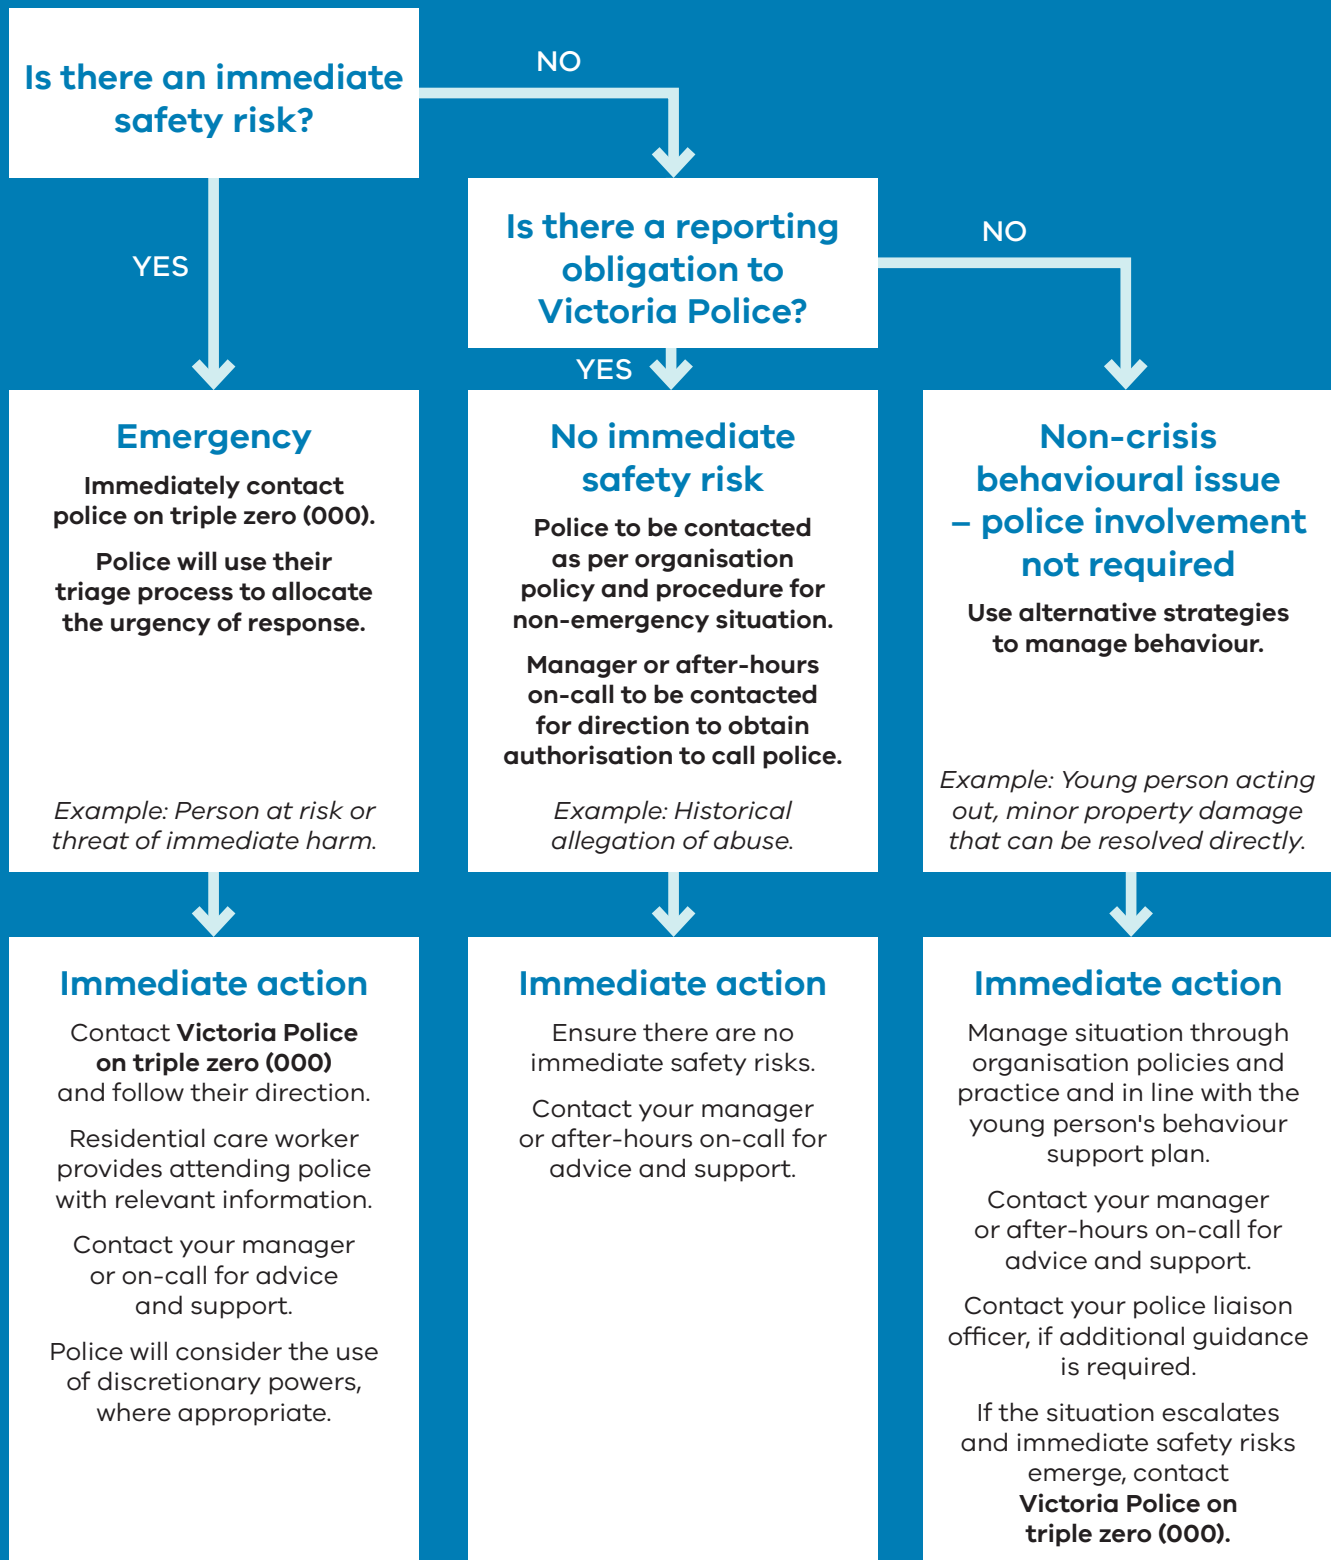 Is there an immediate
safety risk?
NO
YES
Is there a reporting
obligation to
Victoria Police?
NO
YES
Emergency
Immediately contact
police on triple zero (000).
Police will use their
triage process to allocate
the urgency of response.
Example: Person at risk or
threat of immediate harm.
No immediate
safety risk
Police to be contacted
as per organisation
policy and procedure for
non-emergency situation.
Manager or after-hours
on-call to be contacted
for direction to obtain
authorisation to call police.
Example: Historical
allegation of abuse.
Non-crisis
behavioural issue
– police involvement
not required
Use alternative strategies
to manage behaviour.
Example: Young person acting
out, minor property damage
that can be resolved directly.
Immediate action
Contact Victoria Police
on triple zero (000)
and follow their direction.
Residential care worker
provides attending police
with relevant information.
Contact your manager
or on-call for advice
and support.
Police will consider the use
of discretionary powers,
where appropriate.
Immediate action
Ensure there are no
immediate safety risks.
Contact your manager
or after-hours on-call for
advice and support.
Immediate action
Manage situation through
organisation policies and
practice and in line with the
young person's behaviour
support plan.
Contact your manager
or after-hours on-call for
advice and support.
Contact your police liaison
officer, if additional guidance
is required.
If the situation escalates
and immediate safety risks
emerge, contact
Victoria Police on
triple zero (000).